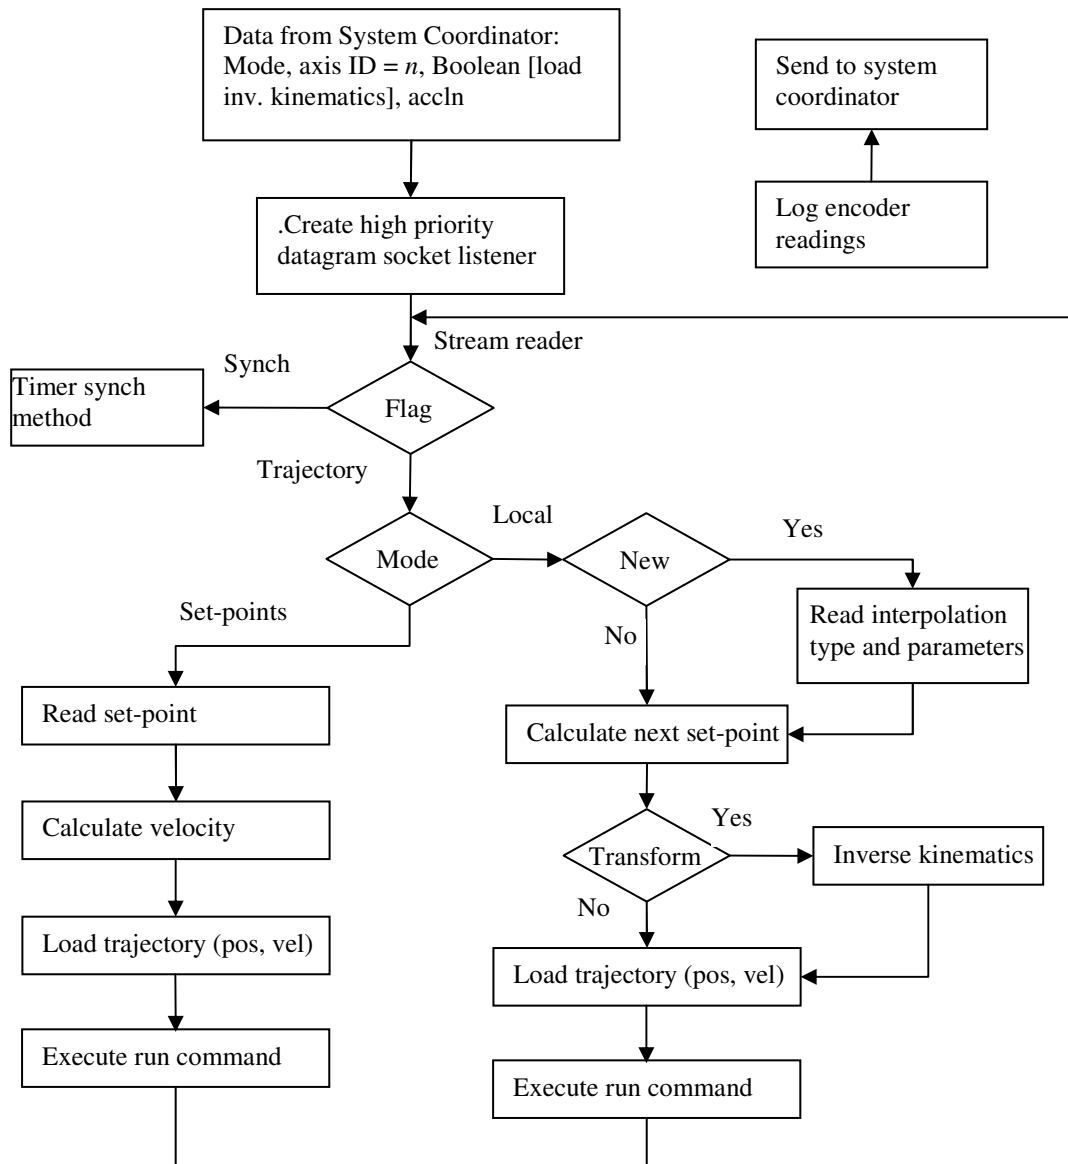 Data from System Coordinator:
Mode, axis ID = n, Boolean [load
inv. kinematics], accln
Send to system
coordinator
.Create high priority
datagram socket listener
Log encoder
readings
Stream reader
Synch
Timer synch
method
Flag
Trajectory
Local
Yes
Mode
New
Set-points
No
Read interpolation
type and parameters
Read set-point
Calculate next set-point
Calculate velocity
Yes
Transform
Inverse kinematics
No
Load trajectory (pos, vel)
Load trajectory (pos, vel)
Execute run command
Execute run command